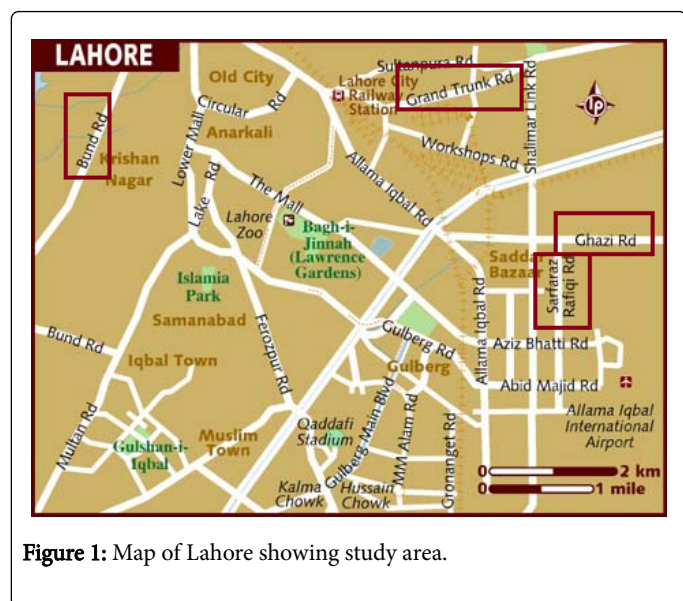 LAHORE
Sultanpura Rd
Old City
Lahore City
Railway
Station
Grand Trunk Rd
Circular Rd
Shalimar Link Rd
Bund Rd
Anarkali
Workshops Rd
Krishan
Nagar
Lower Mall
Allama Iqbal Rd
Lake Rd
The Mall
Lahore
Zoo
Bagh-i-
Jinnah
(Lawrence
Gardens)
Ghazi Rd
Saddar
Bazaar
Sarfaraz
Rafiqi Rd
Islamia
Park
Samanabad
Ferozpur Rd
Allama Iqbal Rd
Bund Rd
Iqbal Town
Gulberg Rd
Aziz Bhatti Rd
Gulberg
Abid Majid Rd
Multan Rd
Gulshan-i-
Iqbal
Muslim
Town
Qaddafi
Stadium
Gulberg Main Blvd
MM Alam Rd
Gronanget Rd
Allama Iqbal
International
Airport
Kalma
Chowk
Hussain
Chowk
0 2 km
0 1 mile
Figure 1: Map of Lahore showing study area.